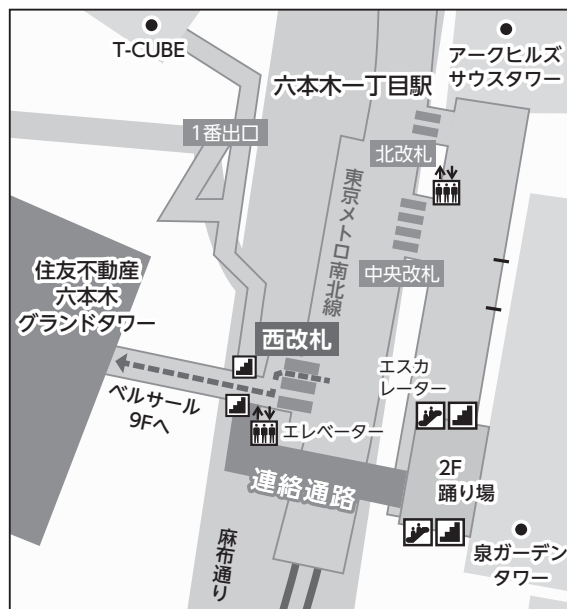 T-CUBE
アークヒルズ
サウスタワー
六本木一丁目駅
1番出口
北改札
東京メトロ南北線
中央改札
住友不動産
六本木
グランドタワー
西改札
エスカ
レーター
ベルサール
9Fへ
エレベーター
2F
踊り場
連絡通路
麻布通り
泉ガーデン
タワー